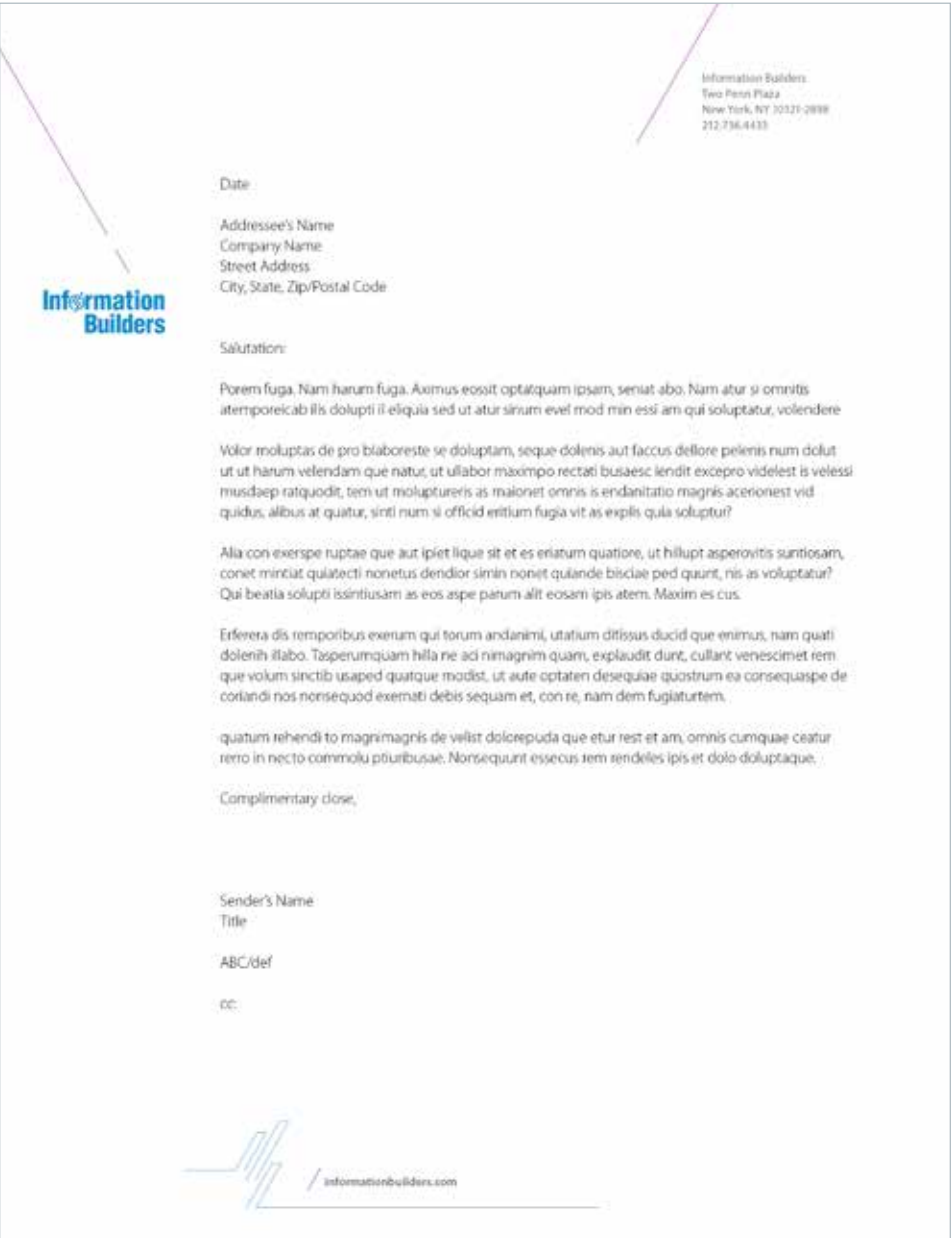 Information Builders
Two Penn Plaza
New York, NY 10121-2898
212.736.4433
Date
Addressee's Name
Company Name
Street Address
City, State, Zip/Postal Code
Information
Builders
Salutation:
Porem fuga. Nam harum fuga. Aximus eossit optatquam ipsam, seniat abo. Nam atur si omnitis
atemporeicab illis dolupti il eliquia sed ut atur sinum evel mod min essi am qui soluptatur, volendere
Volor moluptas de pro blaboreste se doluptam, seque dolenis aut faccus dellore pelenis num dolut
ut ut harum velendam que natur, ut ullabor maximpo rectati busaesc iendit excepro videlest is velessi
musdaep ratquodit, tem ut moluptureris as maionet omnis is endanitatio magnis acerionest vid
quidus, alibus at quatur, sinti num si officid eritium fugia vit as explis quia soluptur?
Alia con exerspe ruptae que aut ipiet lique sit et es eriatum quatiore, ut hillupt asperovitis suntiosam,
conet mintiat quiatecti nonetus dendior simin nonet quiande bisciae ped quunt, nis as voluptatur?
Qui beatia solupti issintiusam as eos aspe parum alit eosam ipis atem. Maxim es cus.
Erferera dis remporibus exerum qui torum andanimi, utatium ditissus ducid que enimus, nam quati
dolenih illabo. Tasperumquam hilla ne aci nimagnim quam, explaudit dunt, cullant venescimet rem
que volum sinctib usaped quatque modist, ut aute optaten desequiae quostrum ea consequaspe de
coriandi nos nonsequod exernati debis sequam et, con re, nam dem fugiaturtem.
quatum rehendi to magnimagnis de velist dolorepuda que etur rest et am, omnis cumquae ceatur
rerro in necto commolu ptiuribusae. Nonsequunt essecus rem rendeles ipis et dolo doluptaque.
Complimentary close,
Sender's Name
Title
ABC/def
cc:
informationbuilders.com